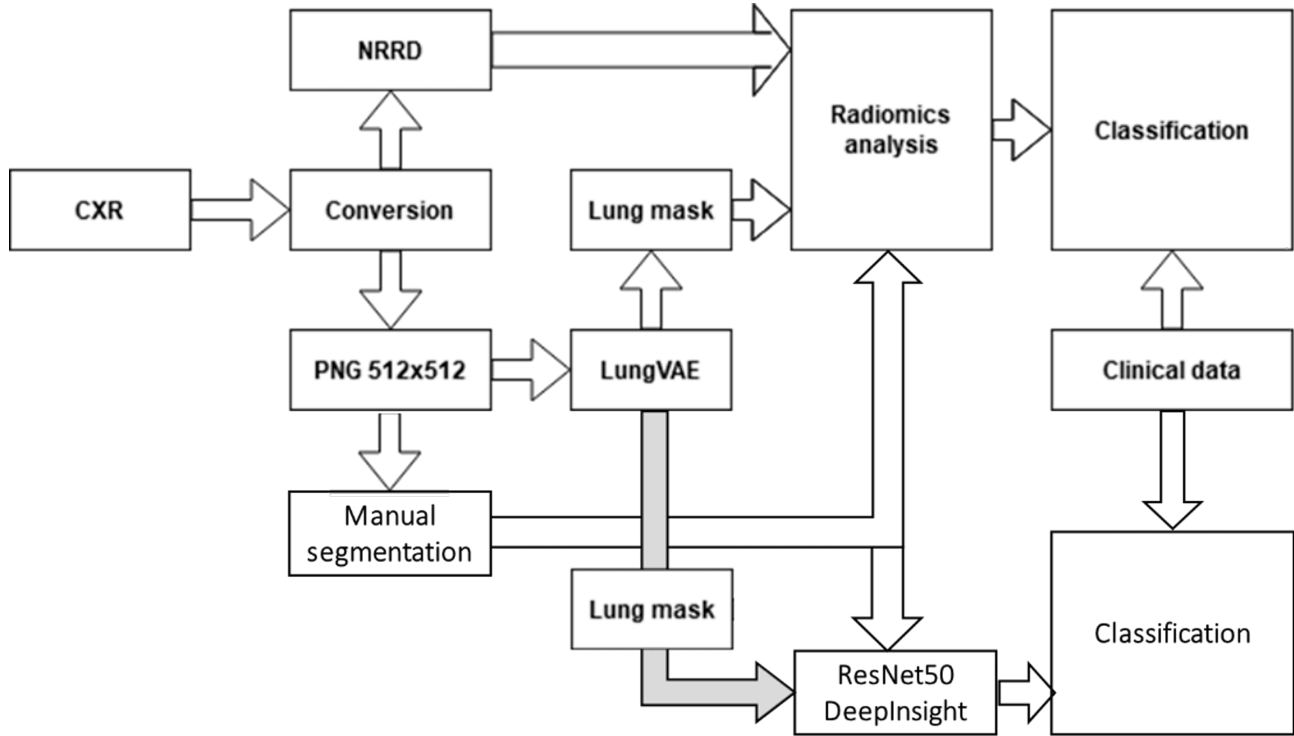 NRRD
Radiomics
analysis
Classification
CXR
Conversion
Lung mask
PNG 512x512
LungVAE
Clinical data
Manual
segmentation
Lung mask
Classification
ResNet50
DeepInsight